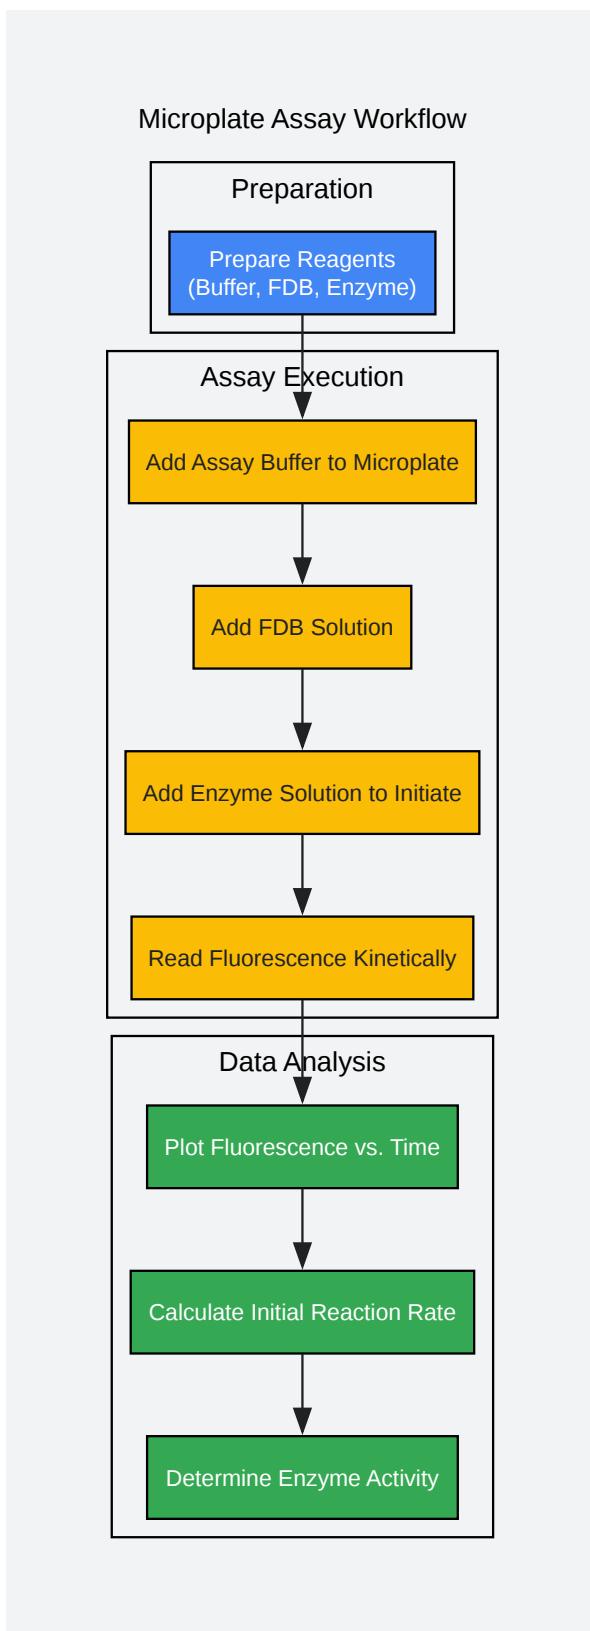 Microplate Assay Workflow
Preparation
Prepare Reagents
(Buffer, FDB, Enzyme)
Assay Execution
Add Assay Buffer to Microplate
Add FDB Solution
Add Enzyme Solution to Initiate
Read Fluorescence Kinetically
Data Analysis
Plot Fluorescence vs. Time
Calculate Initial Reaction Rate
Determine Enzyme Activity